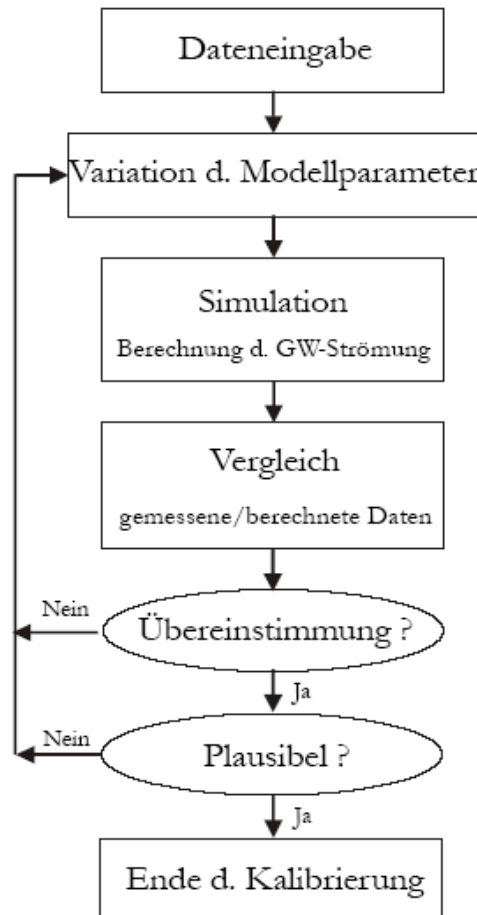 Dateneingabe
Variation d. Modellparameter
Simulation
Berechnung d. GW-Strömung
Vergleich
gemessene/berechnete Daten
Nein
Übereinstimmung ?
Ja
Nein
Plausibel ?
Ja
Ende d. Kalibrierung